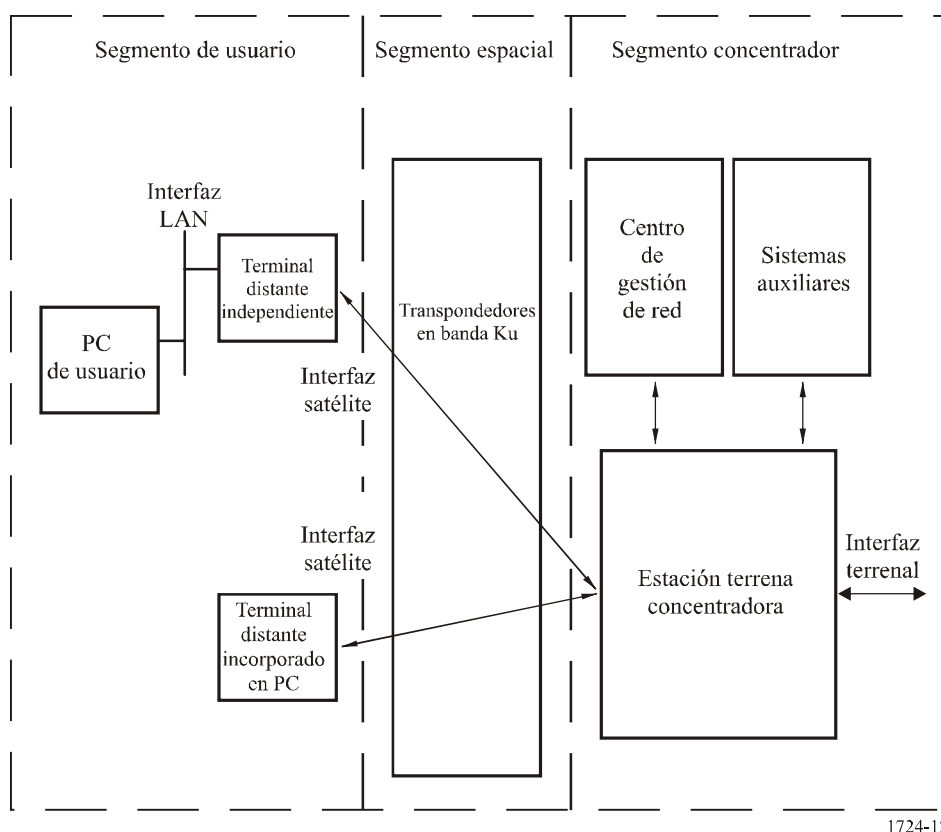 Segmento de usuario
Segmento espacial
Segmento concentrador
Interfaz
LAN
Terminal
distante
independiente
PC
de usuario
Interfaz
satélite
Transpondedores
en banda Ku
Centro
de
gestión
de red
Sistemas
auxiliares
Interfaz
satélite
Terminal
distante
incorporado
en PC
Estación terrena
concentradora
Interfaz
terrenal